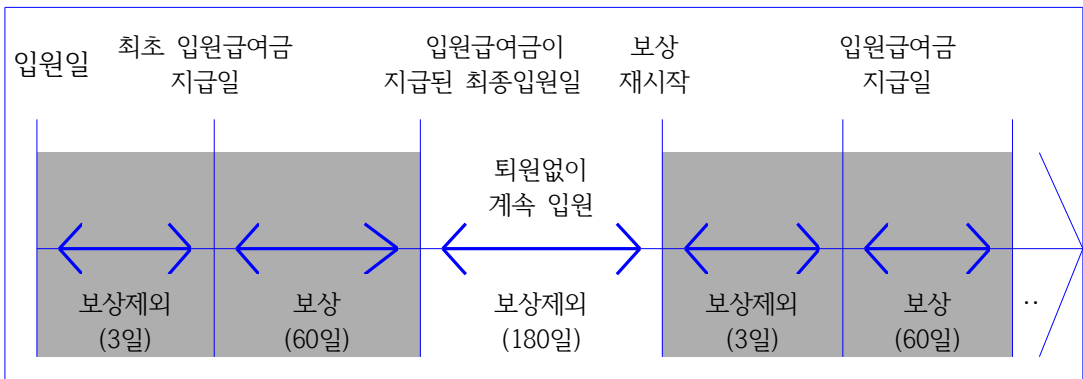 입원일
최초 입원급여금
지급일
입원급여금이
지급된 최종입원일
보상
재시작
입원급여금
지급일
퇴원없이
계속 입원
보상제외
(3일)
보상
(60일)
보상제외
(180일)
보상제외
(3일)
보상
(60일)
··